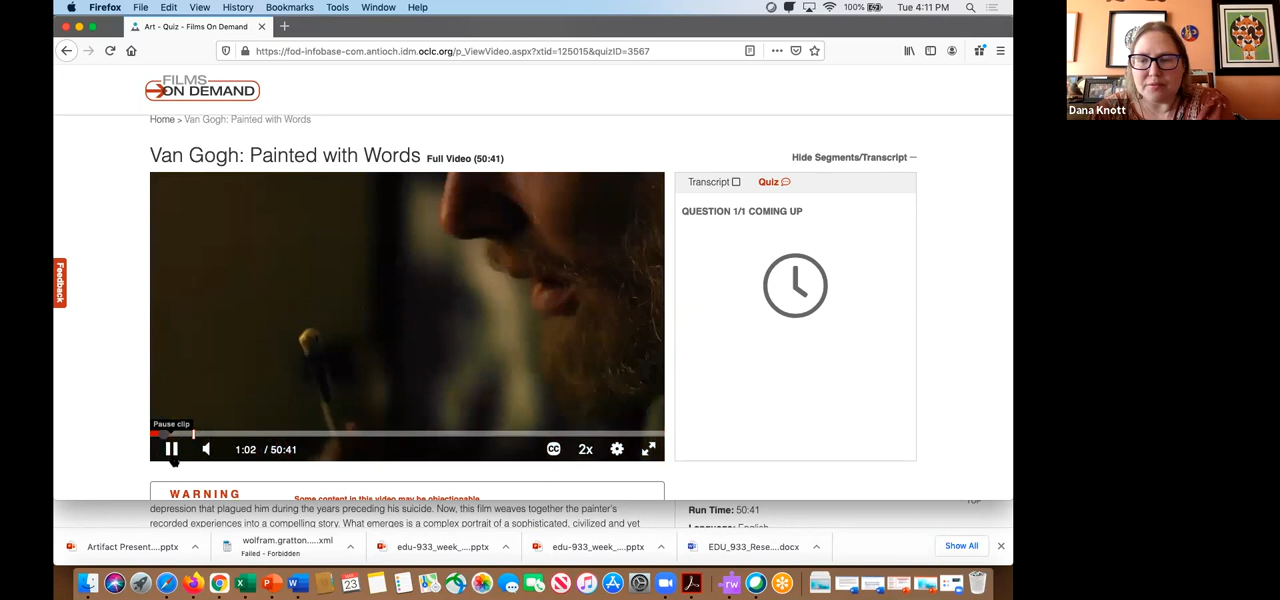 Firefox File Edit View History Bookmarks Tools Window Help 100% Tue 4:11 PM
Art - Quiz - Films On Demand
https://fod-infobase-com.antioch.idm.oclc.org/p_ViewVideo.aspx?xtid=125015&quizID=3567
FILMS
ON DEMAND
Home > Van Gogh: Painted with Words
Van Gogh: Painted with Words Full Video (50:41)
Hide Segments/Transcript –
Transcript Quiz
QUESTION 1/1 COMING UP
Feedback
Pause clip
1:02 / 50:41 CC 2x
WARNING Some content in this video may be objectionable
depression that plagued him during the years preceding his suicide. Now, this film weaves together the painter's
recorded experiences into a compelling story. What emerges is a complex portrait of a sophisticated, civilized and yet
TOP
Run Time: 50:41
Language: English
Artifact Present....pptx
wolfram.gratton.....xml
Failed - Forbidden
edu-933_week_....pptx
edu-933_week_....pptx
EDU_933_Rese....docx
Show All
23
rw
Dana Knott